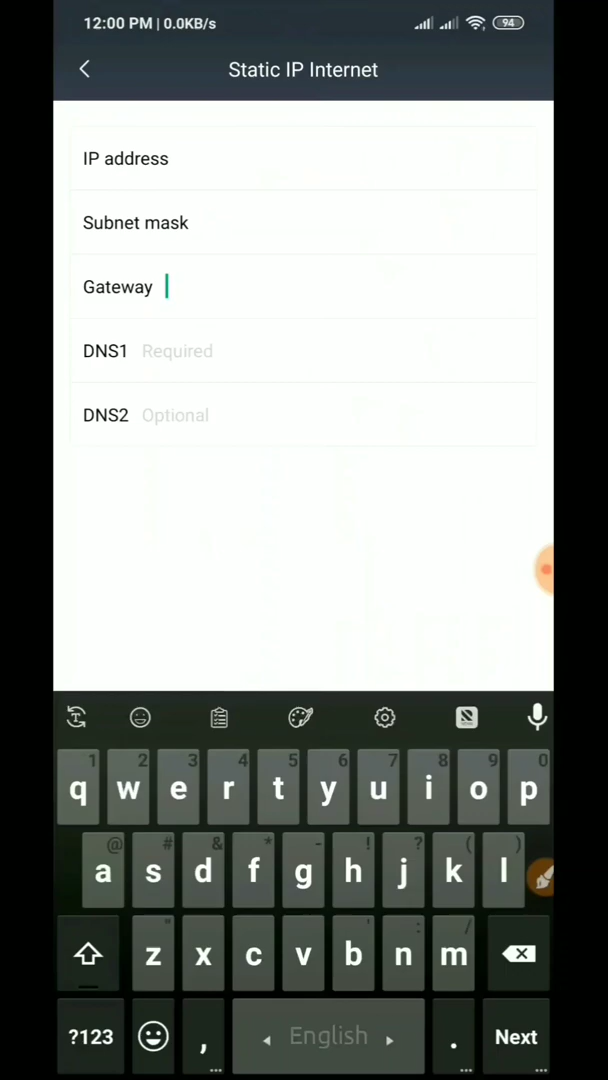 12:00 PM | 0.0KB/s 94
Static IP Internet
IP address
Subnet mask
Gateway
DNS1 Required
DNS2 Optional
1 2 3 4 5 6 7 8 9 0
q w e r t y u i o p
@ # & * - ! ? ( )
a s d f g h j k l
" ' : /
z x c v b n m
?123 , English . Next